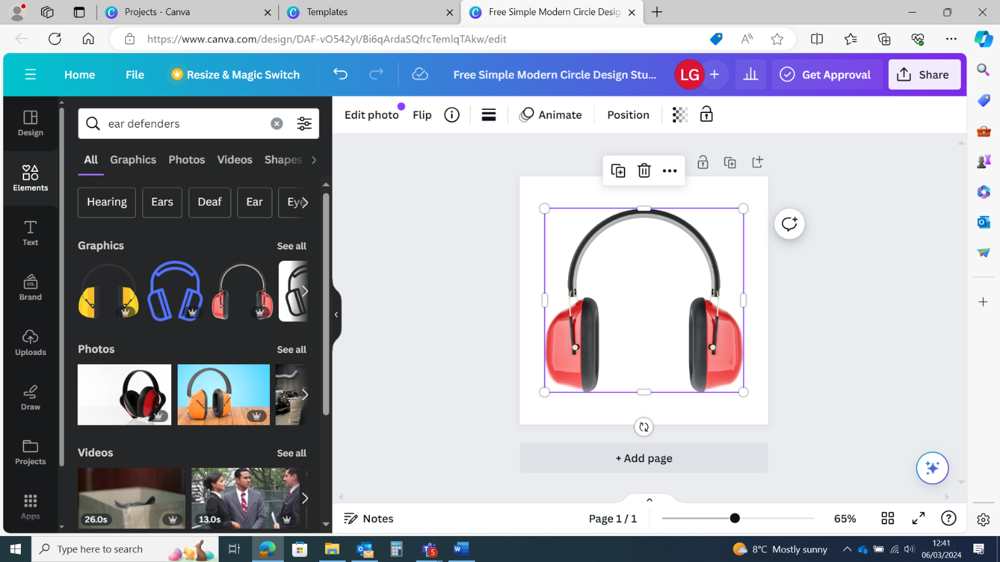 Projects - Canva
Templates
Free Simple Modern Circle Desig
https://www.canva.com/design/DAF-vO542yI/Bi6qArdaSQfrcTemlqTAkw/edit
Home
File
Resize & Magic Switch
Free Simple Modern Circle Design Stu...
LG
Get Approval
Share
Design
Elements
Text
CO.
Brand
Uploads
Draw
Projects
Apps
ear defenders
All
Graphics
Photos
Videos
Shapes
Hearing
Ears
Deaf
Ear
Eye
Graphics
See all
Photos
See all
Videos
See all
26.0s
13.0s
Edit photo
Flip
Animate
Position
+ Add page
Notes
Page 1 / 1
65%
Type here to search
5
8°C Mostly sunny
12:41
06/03/2024